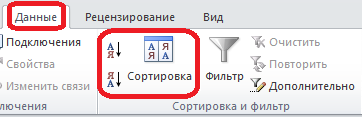 Данные Рецензирование Вид
Подключения
Свойства
Изменить связи
лючения
А Я
Я А
А Я
Я А
Сортировка
Фильтр
Очистить
Повторить
Дополнительно
Сортировка и фильтр